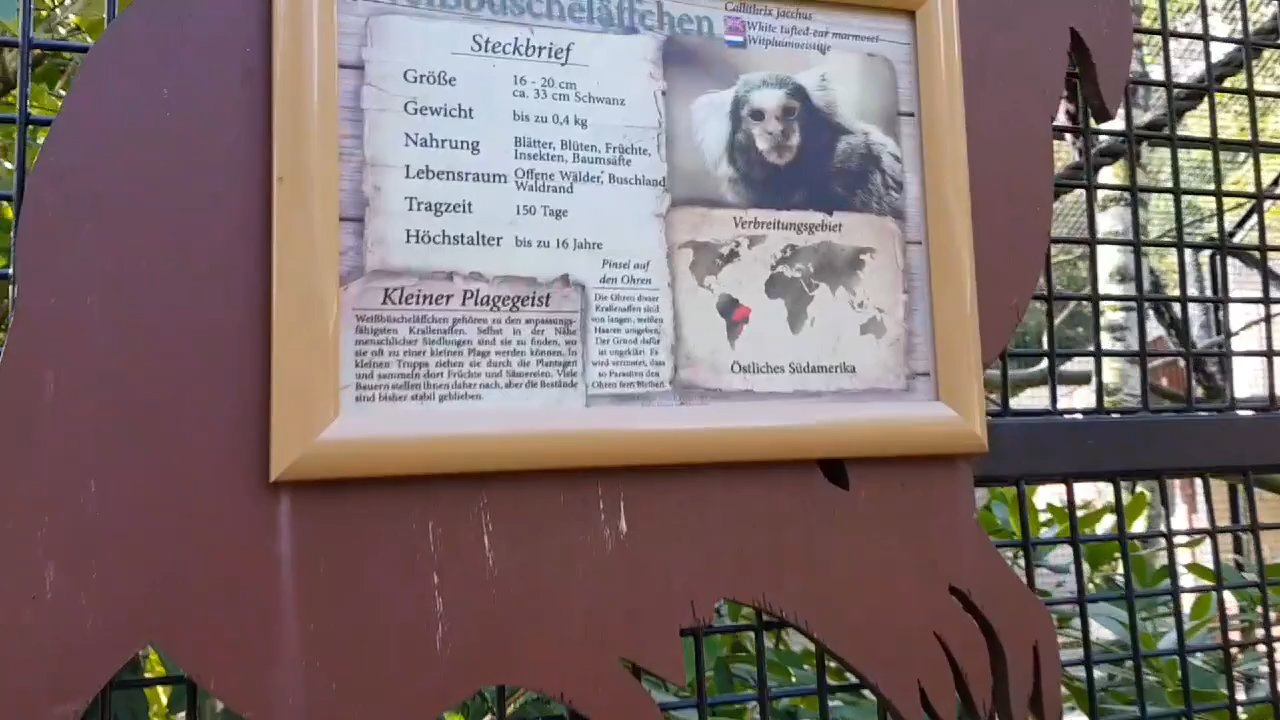 Weißbüscheläffchen
Callithrix jacchus
White tufted-ear marmoset
Witpluimoeistitje
Steckbrief
Größe 16 - 20 cm
ca. 33 cm Schwanz
Gewicht bis zu 0,4 kg
Nahrung Blätter, Blüten, Früchte,
Insekten, Baumsäfte
Lebensraum Offene Wälder, Buschland
Waldrand
Tragzeit 150 Tage
Höchstalter bis zu 16 Jahre
Kleiner Plagegeist
Weißbüscheläffchen gehören zu den anpassungs-
fähigsten Krallenaffen. Selbst in der Nähe
menschlicher Siedlungen sind sie zu finden, wo
sie oft zu einer kleinen Plage werden können. In
kleinen Trupps ziehen sie durch die Plantagen
und sammeln dort Früchte und Sämereien. Viele
Bauern stellen ihnen daher nach, aber die Bestände
sind bisher stabil geblieben.
Pinsel auf
den Ohren
Die Ohren dieser
Krallenaffen sind
von langen, weißen
Haaren umgeben.
Der Grund dafür
ist ungeklärt. Es
wird vermutet, dass
so Parasiten den
Ohren fern bleiben.
Verbreitungsgebiet
Östliches Südamerika